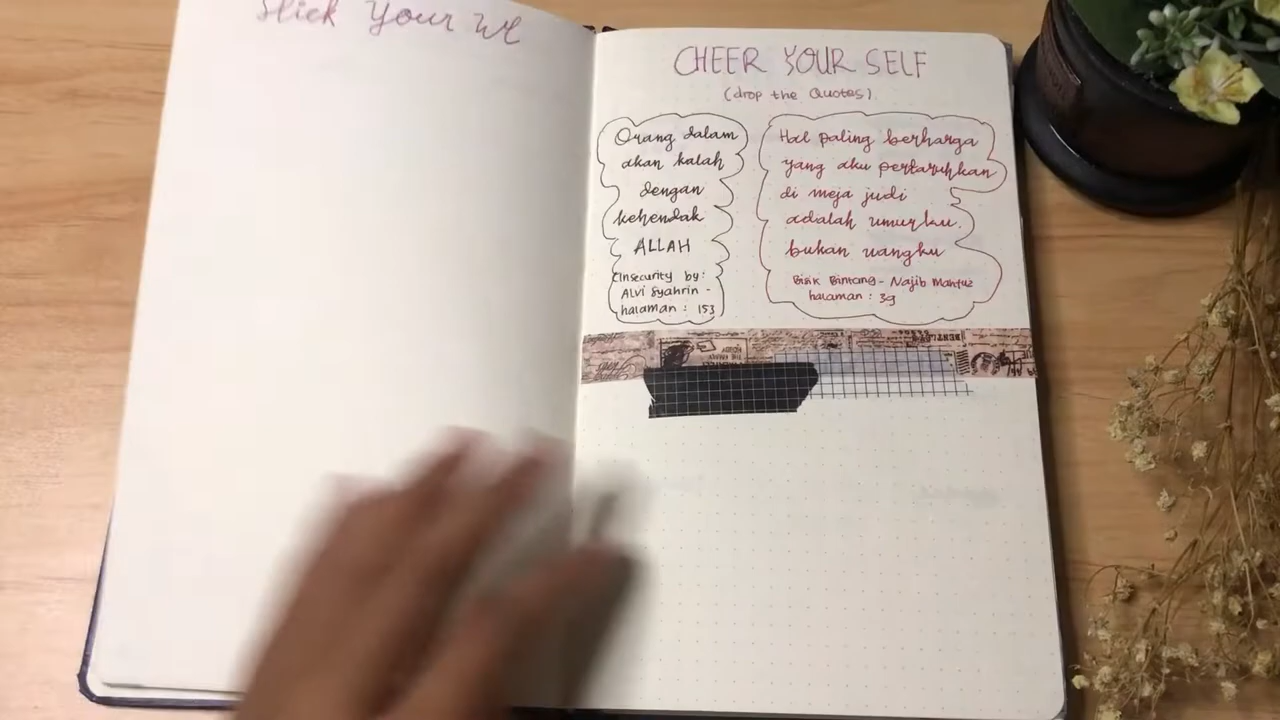 Stick Your WL
CHEER YOUR SELF
(drop the Quotes)
Orang dalam
akan kalah
dengan
kehendak
ALLAH
Insecurity by:
Alvi Syahrin -
halaman : 153
Hal paling berharga
yang aku pertaruhkan
di meja judi
adalah umurku.
bukan uangku
Bisik Bintang - Najib Mahfuz
halaman : 39